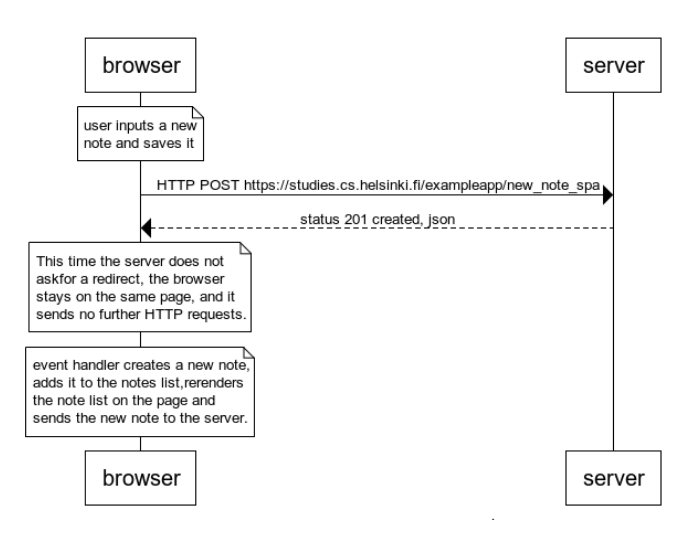 browser
server
user inputs a new
note and saves it
HTTP POST https://studies.cs.helsinki.fi/exampleapp/new_note_spa
status 201 created, json
This time the server does not
askfor a redirect, the browser
stays on the same page, and it
sends no further HTTP requests.
event handler creates a new note,
adds it to the notes list,rerenders
the note list on the page and
sends the new note to the server.
browser
server